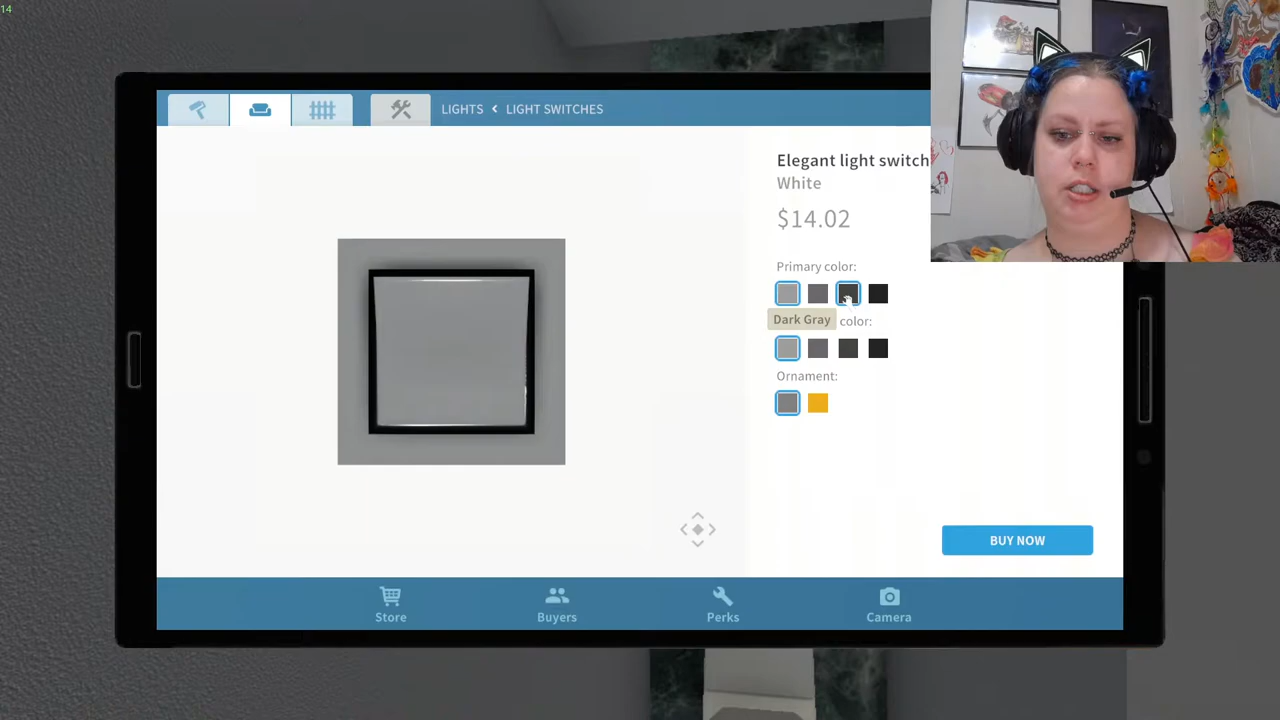 14
LIGHTS < LIGHT SWITCHES
Elegant light switch
White
$14.02
Primary color:
Dark Gray color:
Ornament:
BUY NOW
Store Buyers Perks Camera